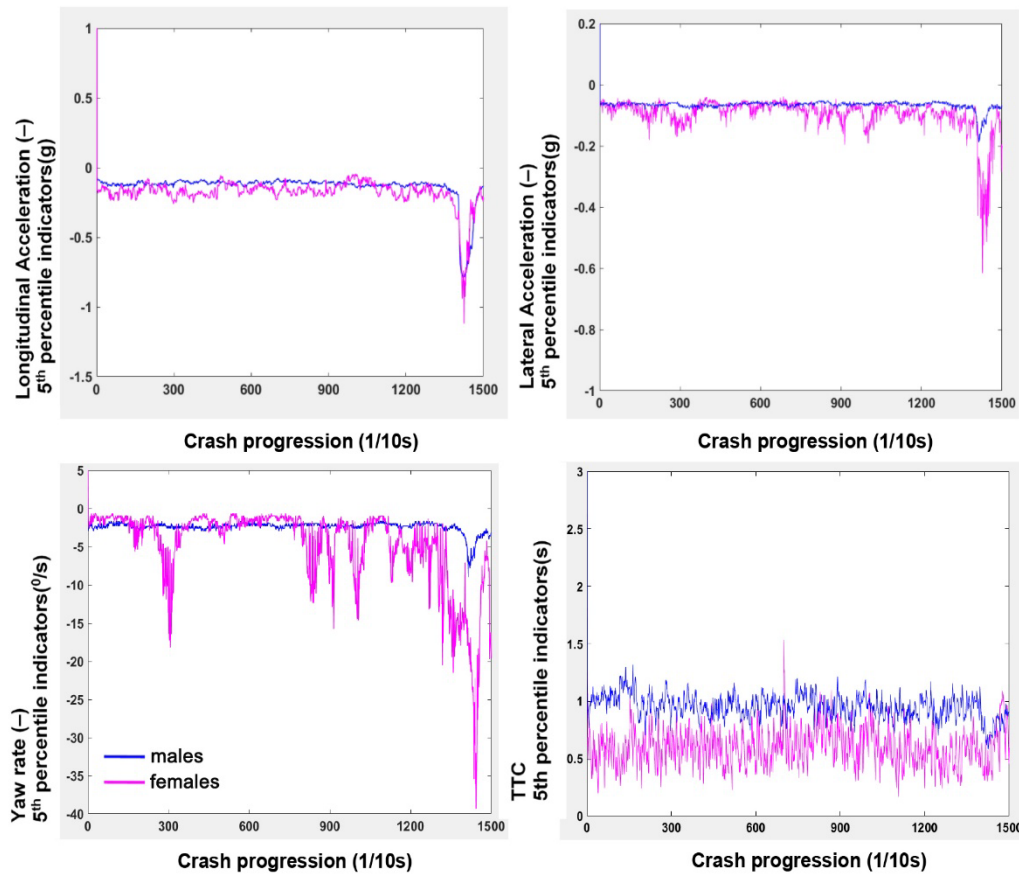 Longitudinal Acceleration (–)
5th percentile indicators(g)
1
0.5
0
-0.5
-1
-1.5
0 300 600 900 1200 1500
Crash progression (1/10s)
Lateral Acceleration (–)
5th percentile indicators(g)
0.2
0
-0.2
-0.4
-0.6
-0.8
-1
0 300 600 900 1200 1500
Crash progression (1/10s)
Yaw rate (–)
5th percentile indicators(⁰/s)
5
0
-5
-10
-15
-20
-25
-30
-35
-40
males
females
0 300 600 900 1200 1500
Crash progression (1/10s)
TTC
5th percentile indicators(s)
3
2.5
2
1.5
1
0.5
0
0 300 600 900 1200 1500
Crash progression (1/10s)